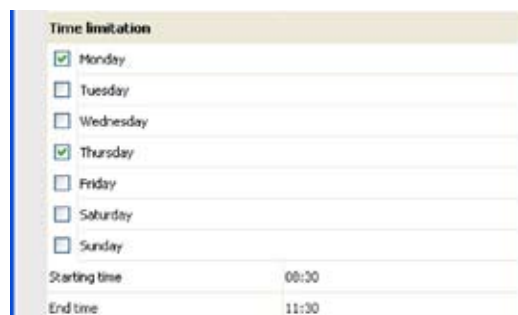 Time limitation
Monday
Tuesday
Wednesday
Thursday
Friday
Saturday
Sunday
Starting time 08:30
End time 11:30